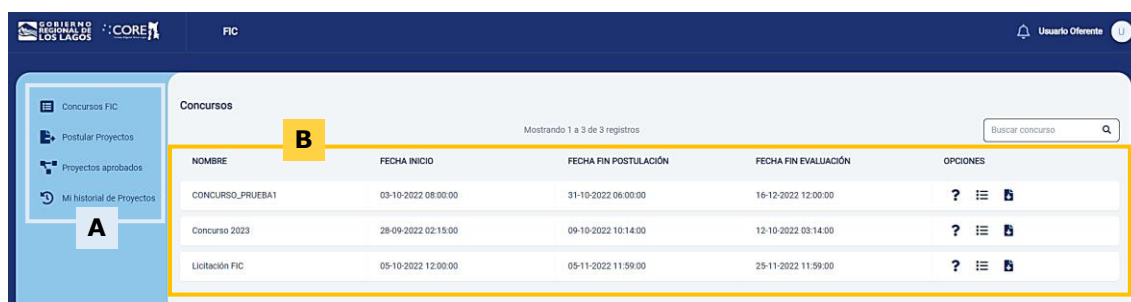 GOBIERNO
REGIONAL DE
LOS LAGOS
CORE
FIC
Usuario Oferente
U
Concursos FIC
Postular Proyectos
Proyectos aprobados
Mi historial de Proyectos
A
Concursos
B
Mostrando 1 a 3 de 3 registros
Buscar concurso
NOMBRE FECHA INICIO FECHA FIN POSTULACIÓN FECHA FIN EVALUACIÓN OPCIONES
CONCURSO_PRUEBA1 03-10-2022 08:00:00 31-10-2022 06:00:00 16-12-2022 12:00:00 ?
Concurso 2023 28-09-2022 02:15:00 09-10-2022 10:14:00 12-10-2022 03:14:00 ?
Licitación FIC 05-10-2022 12:00:00 05-11-2022 11:59:00 25-11-2022 11:59:00 ?